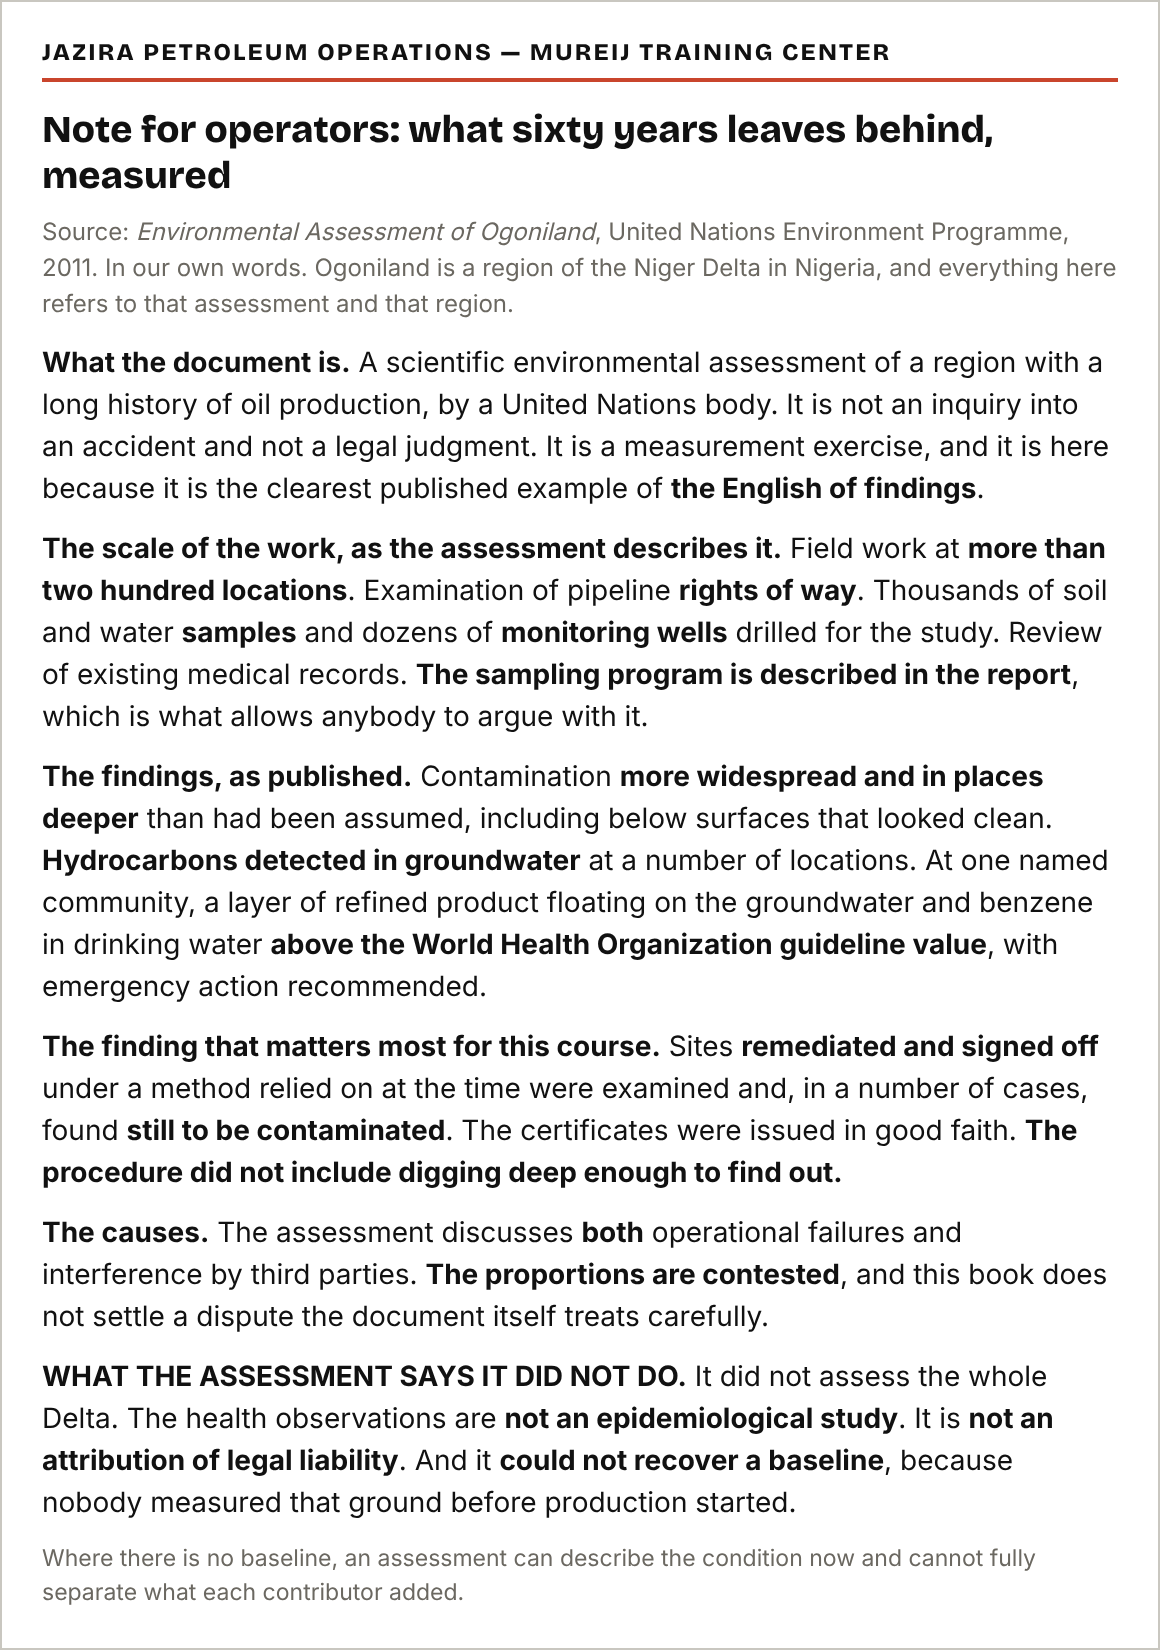 JAZIRA PETROLEUM OPERATIONS — MUREIJ TRAINING CENTER
Note for operators: what sixty years leaves behind,
measured
Source: Environmental Assessment of Ogoniland, United Nations Environment Programme,
2011. In our own words. Ogoniland is a region of the Niger Delta in Nigeria, and everything here
refers to that assessment and that region.
What the document is. A scientific environmental assessment of a region with a
long history of oil production, by a United Nations body. It is not an inquiry into
an accident and not a legal judgment. It is a measurement exercise, and it is here
because it is the clearest published example of the English of findings.
The scale of the work, as the assessment describes it. Field work at more than
two hundred locations. Examination of pipeline rights of way. Thousands of soil
and water samples and dozens of monitoring wells drilled for the study. Review
of existing medical records. The sampling program is described in the report,
which is what allows anybody to argue with it.
The findings, as published. Contamination more widespread and in places
deeper than had been assumed, including below surfaces that looked clean.
Hydrocarbons detected in groundwater at a number of locations. At one named
community, a layer of refined product floating on the groundwater and benzene
in drinking water above the World Health Organization guideline value, with
emergency action recommended.
The finding that matters most for this course. Sites remediated and signed off
under a method relied on at the time were examined and, in a number of cases,
found still to be contaminated. The certificates were issued in good faith. The
procedure did not include digging deep enough to find out.
The causes. The assessment discusses both operational failures and
interference by third parties. The proportions are contested, and this book does
not settle a dispute the document itself treats carefully.
WHAT THE ASSESSMENT SAYS IT DID NOT DO. It did not assess the whole
Delta. The health observations are not an epidemiological study. It is not an
attribution of legal liability. And it could not recover a baseline, because
nobody measured that ground before production started.
Where there is no baseline, an assessment can describe the condition now and cannot fully
separate what each contributor added.